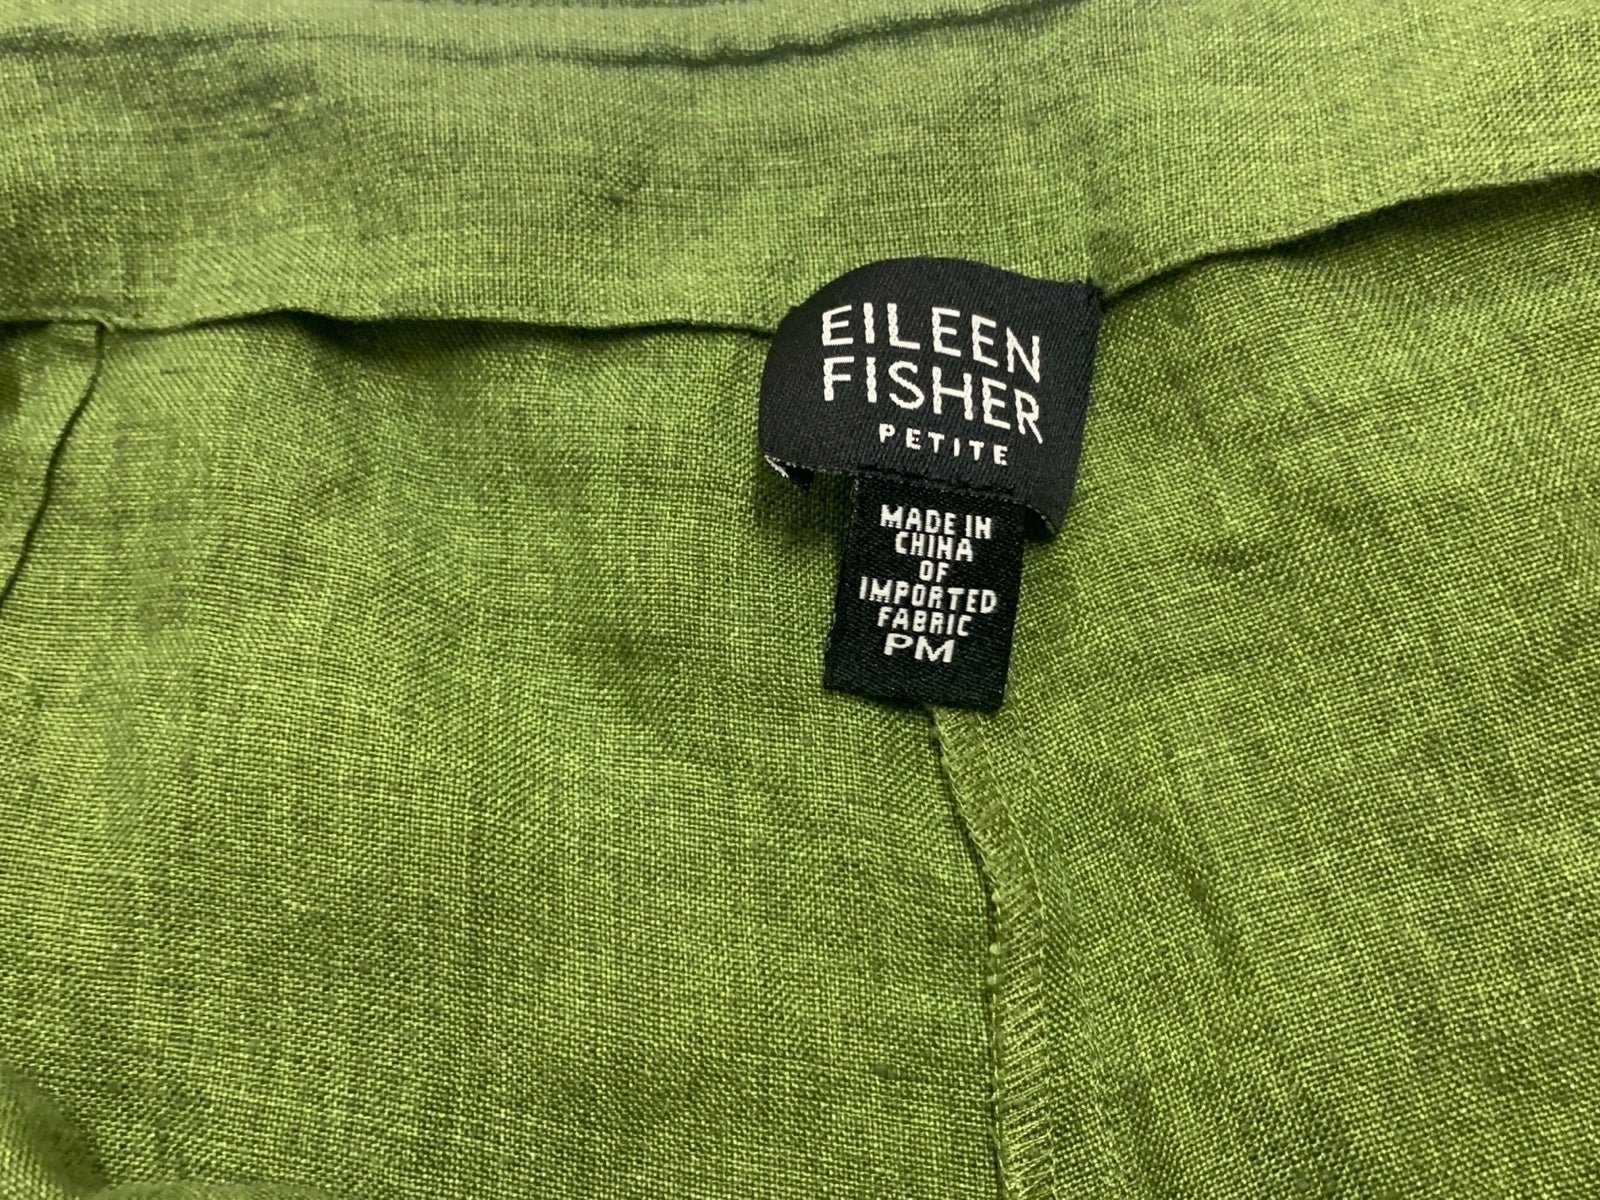 EILEEN
FISHER
PETITE
MADE IN
CHINA
OF
IMPORTED
FABRIC
PM